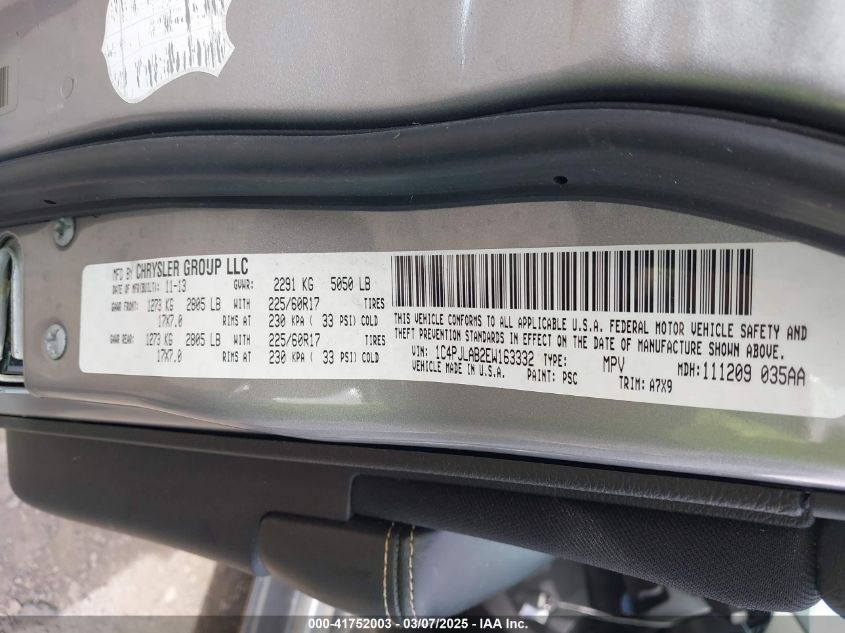 MFD BY CHRYSLER GROUP LLC
DATE OF MFR(BUILT): 11-13 GVWR: 2291 KG 5050 LB
GAWR FRONT: 1273 KG 2805 LB WITH 225/60R17 TIRES
17X7.0 RIMS AT 230 KPA ( 33 PSI) COLD
GAWR REAR: 1273 KG 2805 LB WITH 225/60R17 TIRES
17X7.0 RIMS AT 230 KPA ( 33 PSI) COLD
THIS VEHICLE CONFORMS TO ALL APPLICABLE U.S.A. FEDERAL MOTOR VEHICLE SAFETY AND
THEFT PREVENTION STANDARDS IN EFFECT ON THE DATE OF MANUFACTURE SHOWN ABOVE.
VIN: 1C4PJLAB2EW163332 TYPE: MPV MDH: 111209 035AA
VEHICLE MADE IN U.S.A. PAINT: PSC TRIM: A7X9
000-41752003 - 03/07/2025 - IAA Inc.